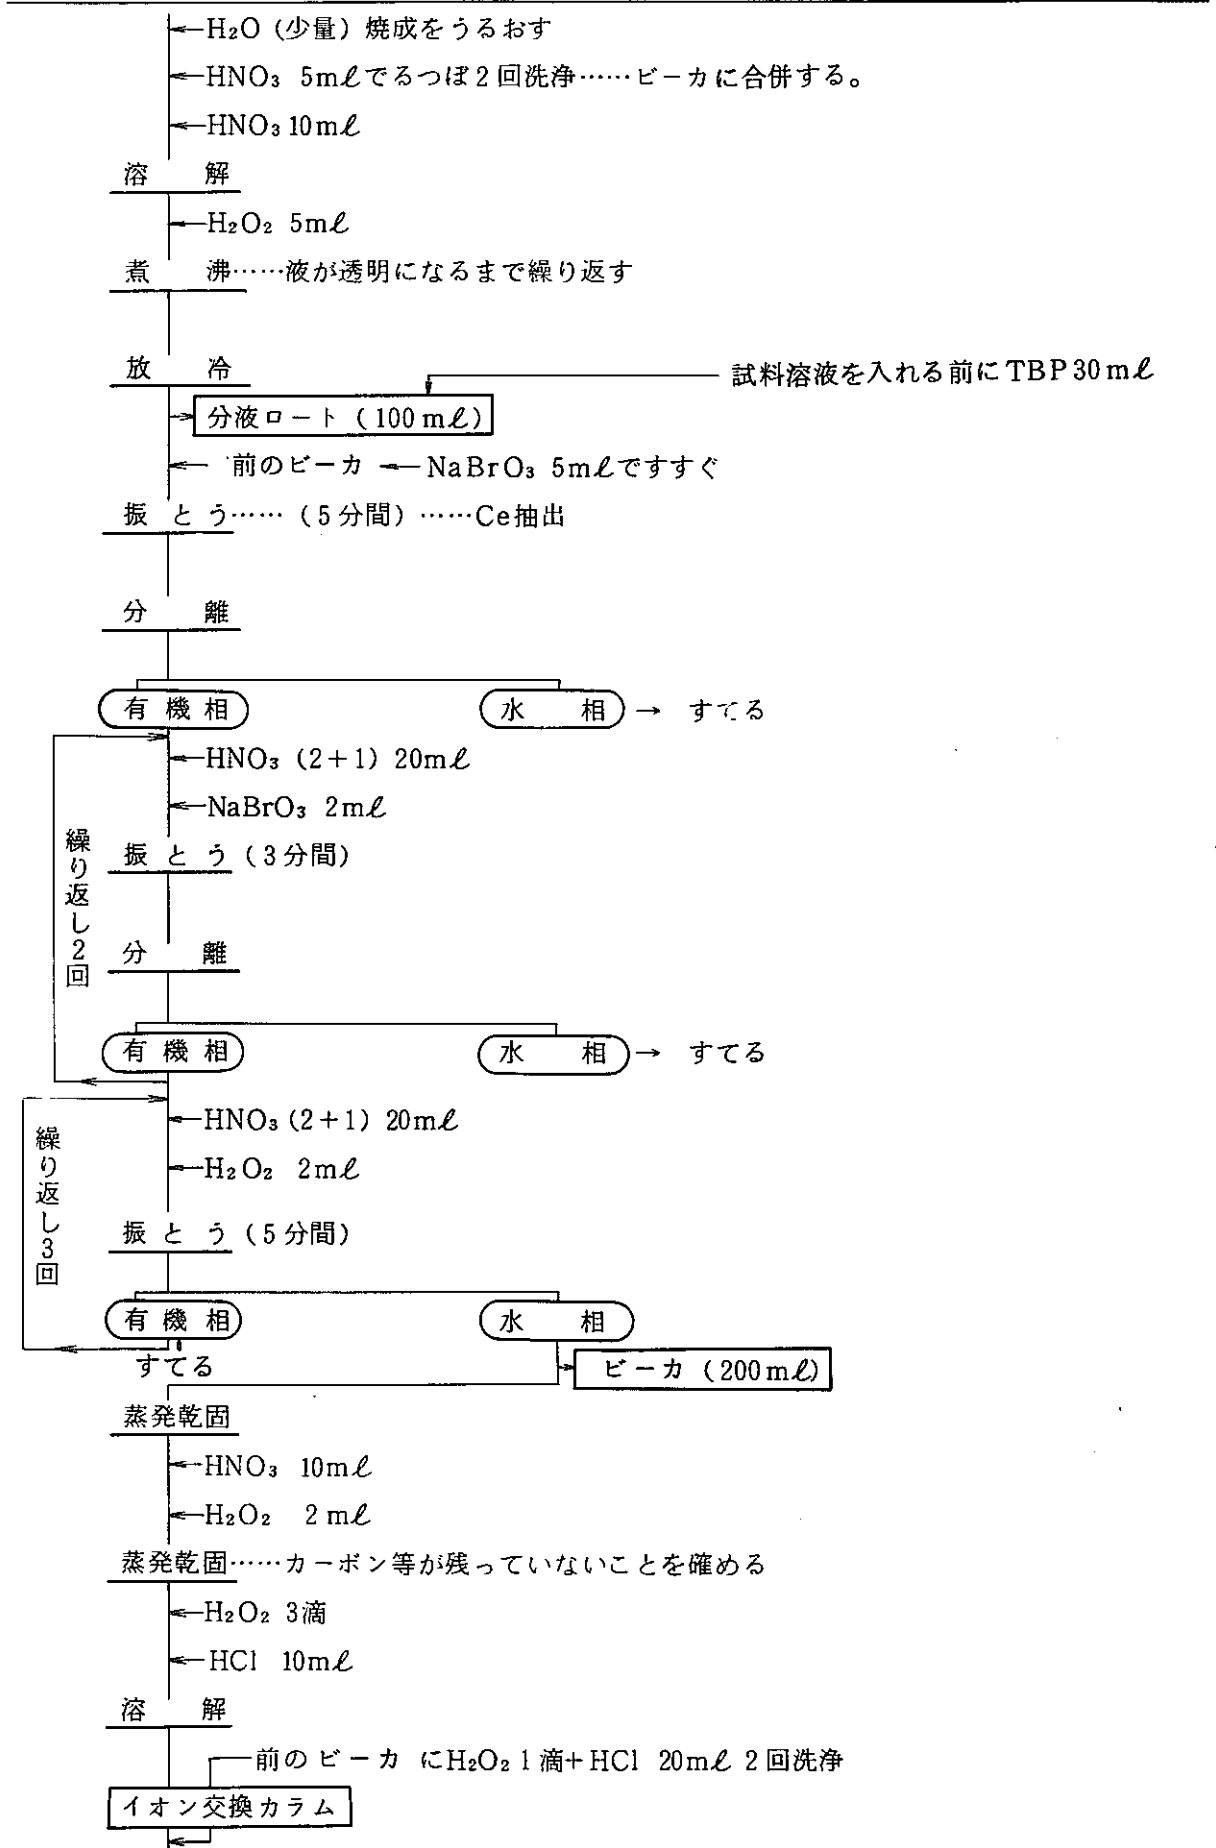 H₂O（少量）焼成をうるおす
HNO₃ 5mℓでるつぼ2回洗浄……ビーカに合併する。
HNO₃ 10mℓ
溶解
H₂O₂ 5mℓ
煮沸……液が透明になるまで繰り返す
放冷
試料溶液を入れる前にTBP30mℓ
分液ロート（100mℓ）
前のビーカ ← NaBrO₃ 5mℓですすぐ
振とう……（5分間）……Ce抽出
分離
有機相 水相 → すてる
HNO₃（2+1）20mℓ
NaBrO₃ 2mℓ
繰り返し2回
振とう（3分間）
分離
有機相 水相 → すてる
HNO₃（2+1）20mℓ
H₂O₂ 2mℓ
繰り返し3回
振とう（5分間）
有機相 水相
すてる
ビーカ（200mℓ）
蒸発乾固
HNO₃ 10mℓ
H₂O₂ 2mℓ
蒸発乾固……カーボン等が残っていないことを確める
H₂O₂ 3滴
HCl 10mℓ
溶解
前のビーカにH₂O₂ 1滴+HCl 20mℓ 2回洗浄
イオン交換カラム